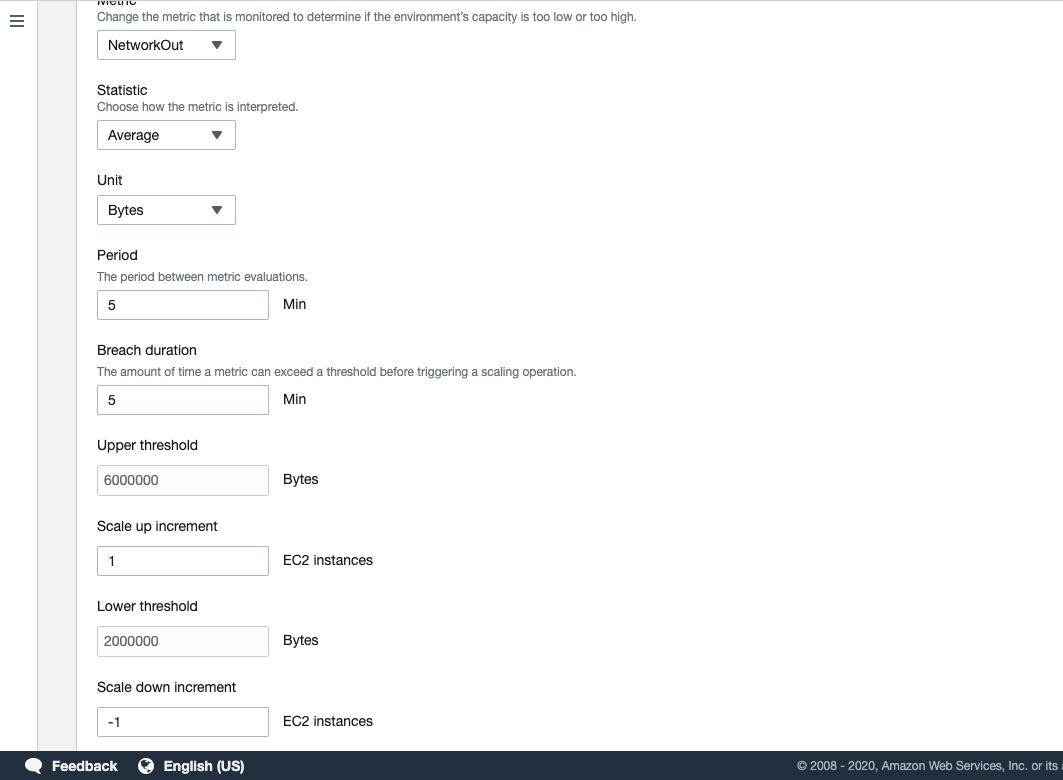 Metric
Change the metric that is monitored to determine if the environment's capacity is too low or too high.
NetworkOut
Statistic
Choose how the metric is interpreted.
Average
Unit
Bytes
Period
The period between metric evaluations.
5 Min
Breach duration
The amount of time a metric can exceed a threshold before triggering a scaling operation.
5 Min
Upper threshold
6000000 Bytes
Scale up increment
1 EC2 instances
Lower threshold
2000000 Bytes
Scale down increment
-1 EC2 instances
Feedback English (US) © 2008 - 2020, Amazon Web Services, Inc. or its